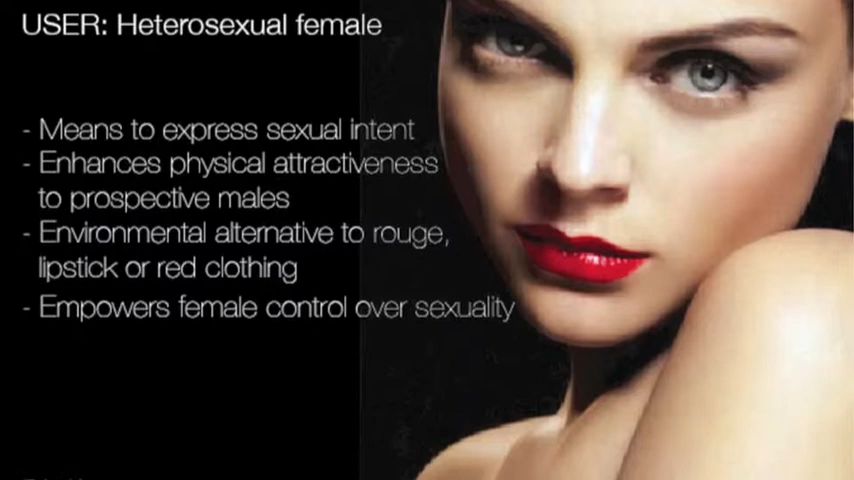 USER: Heterosexual female
- Means to express sexual intent
- Enhances physical attractiveness
to prospective males
- Environmental alternative to rouge,
lipstick or red clothing
- Empowers female control over sexuality